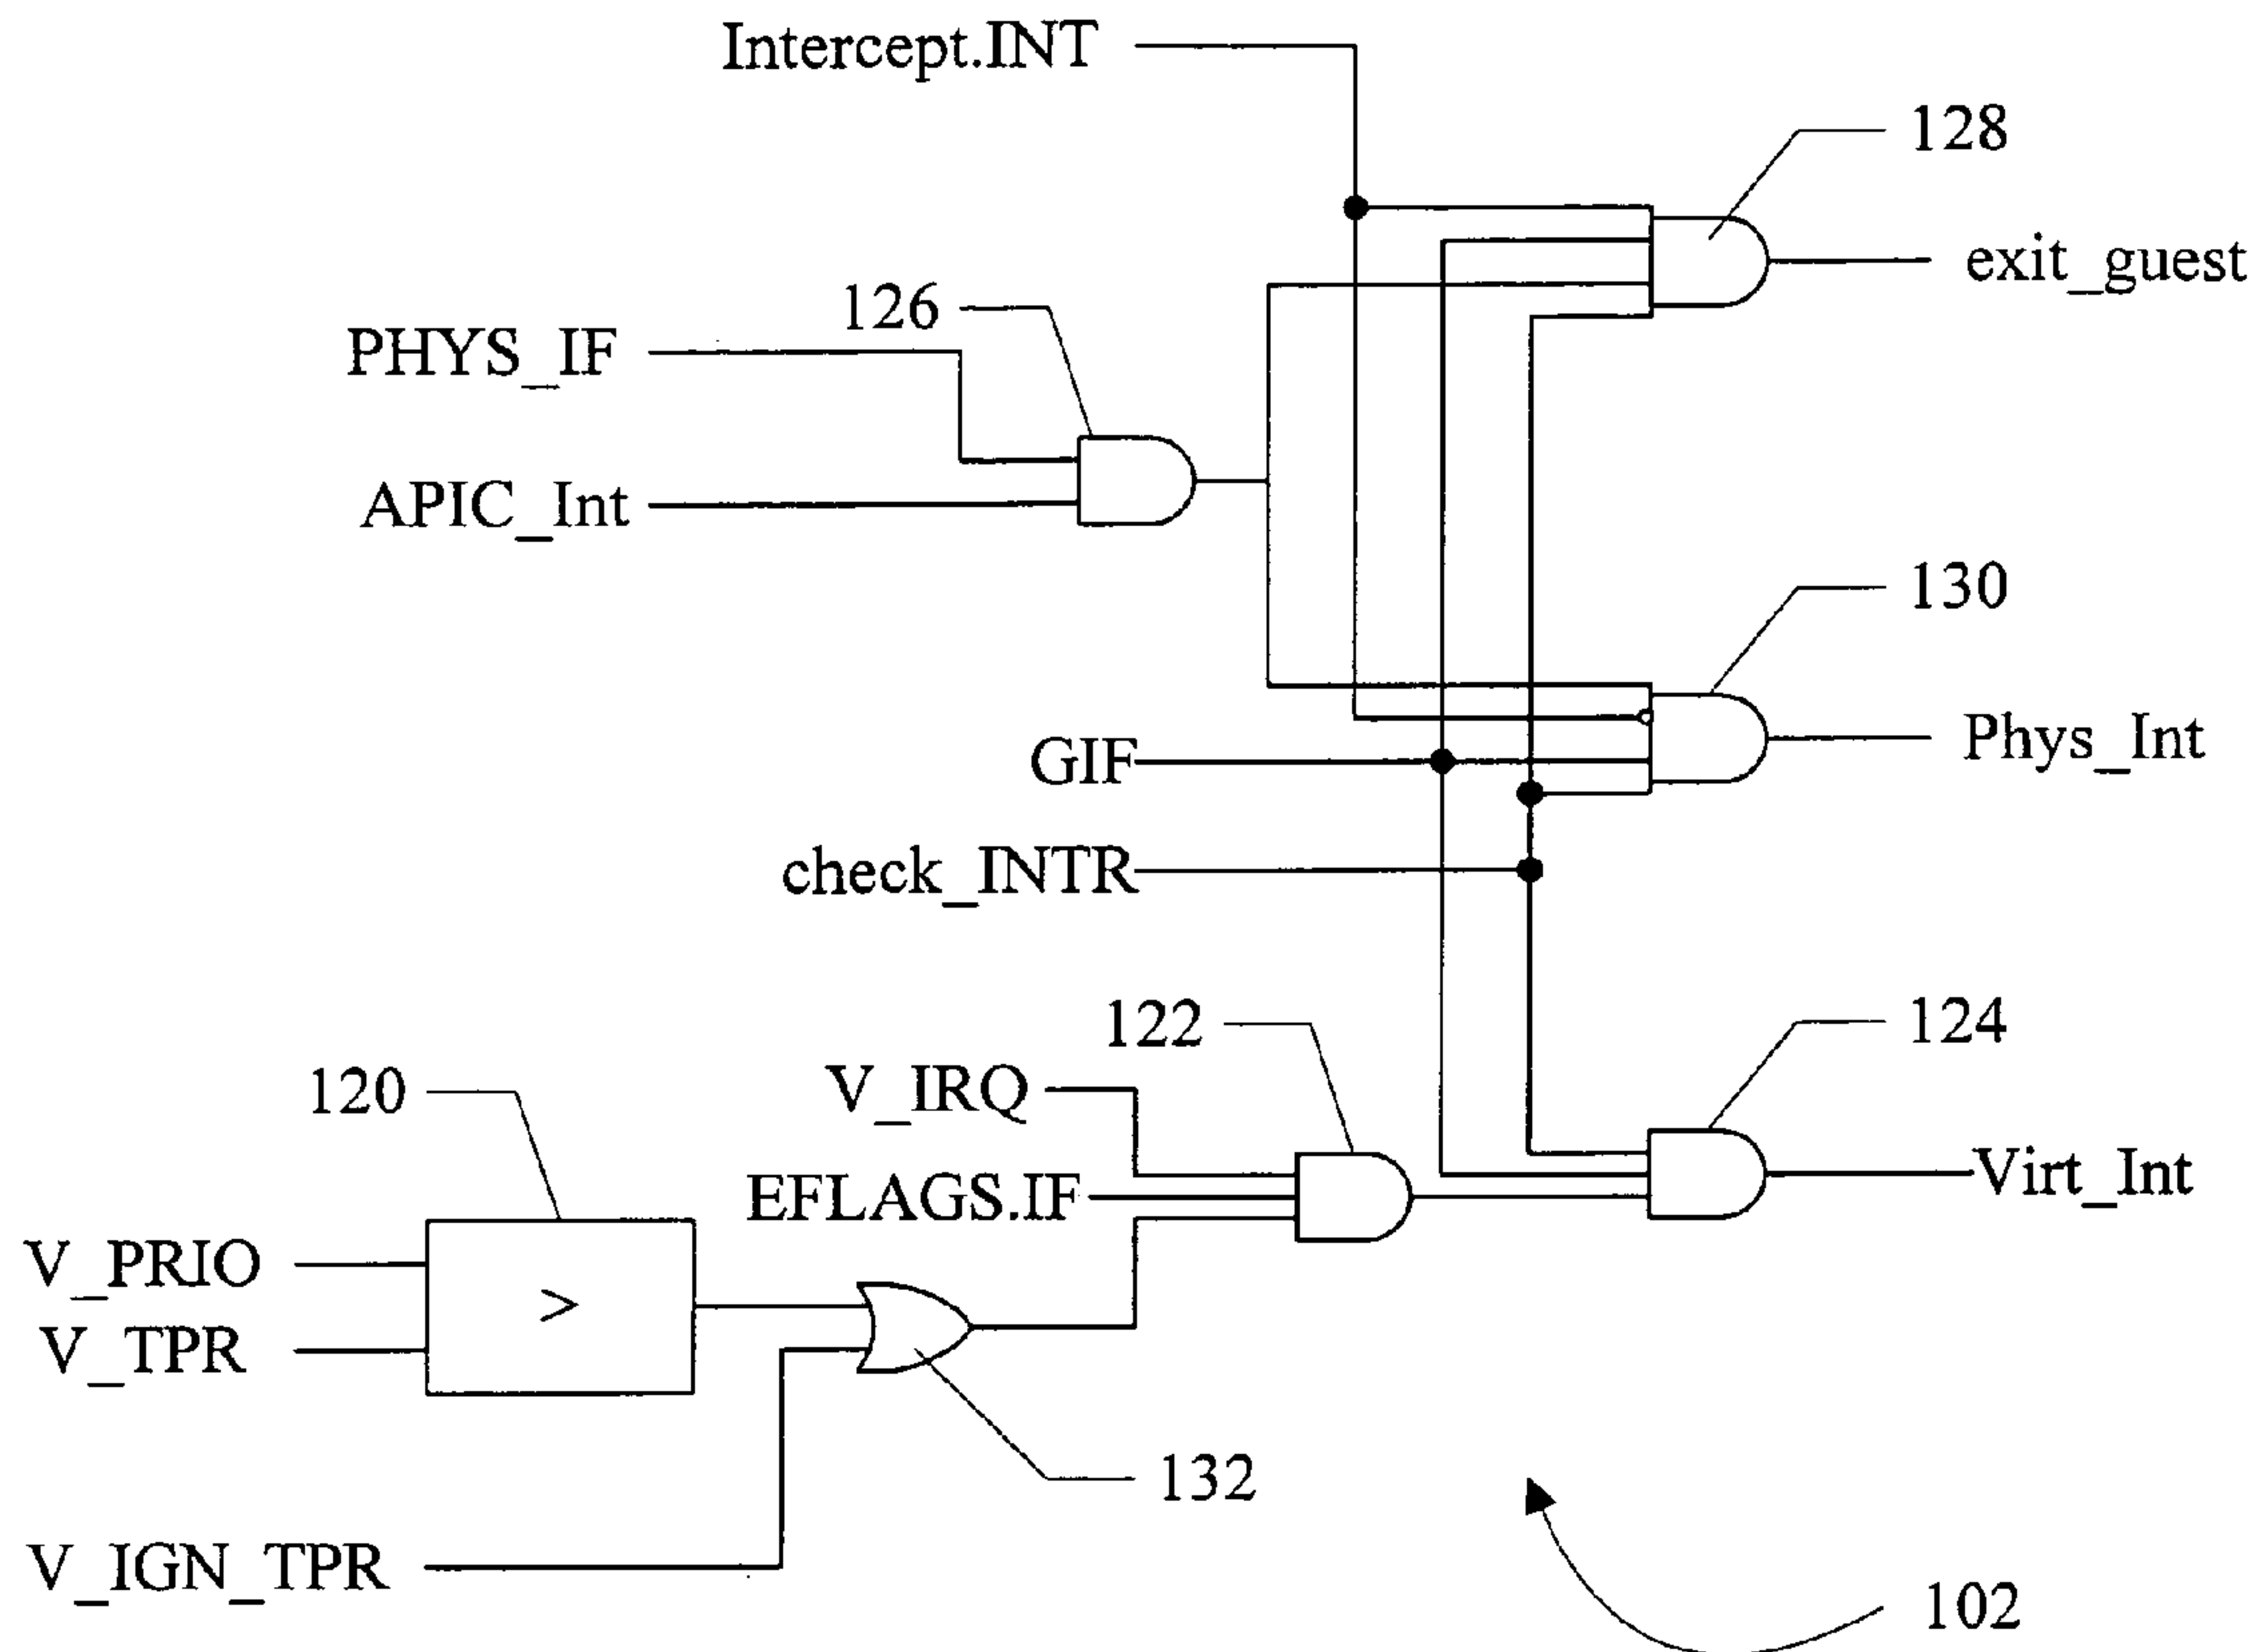 Intercept.INT
128
exit_guest
126
PHYS_IF
APIC_Int
130
Phys_Int
GIF
check_INTR
122
124
V_IRQ
120
EFLAGS.IF
Virt_Int
V_PRIO
>
V_TPR
132
V_IGN_TPR
102